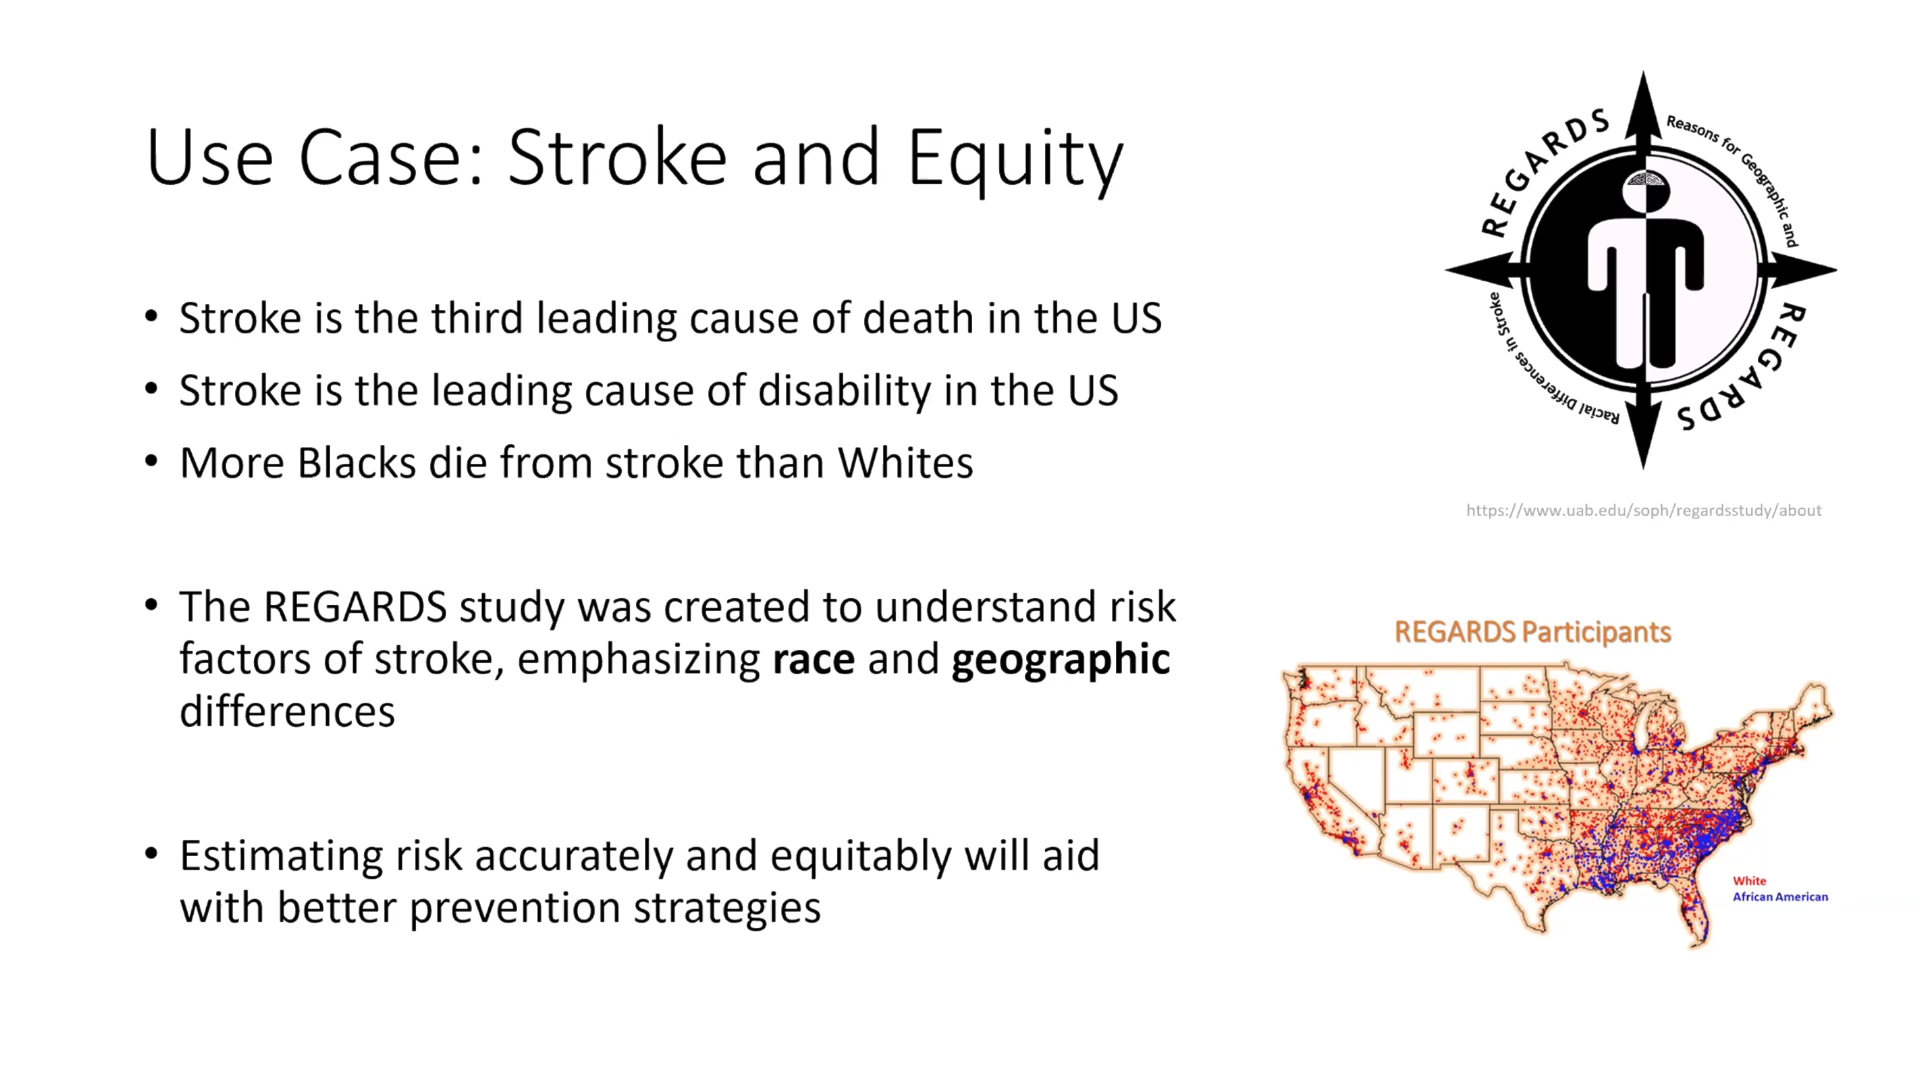 Use Case: Stroke and Equity
• Stroke is the third leading cause of death in the US
• Stroke is the leading cause of disability in the US
• More Blacks die from stroke than Whites
• The REGARDS study was created to understand risk
factors of stroke, emphasizing race and geographic
differences
• Estimating risk accurately and equitably will aid
with better prevention strategies
REGARDS
Reasons for Geographic and
REGARDS
Racial Differences in Stroke
https://www.uab.edu/soph/regardsstudy/about
REGARDS Participants
White
African American